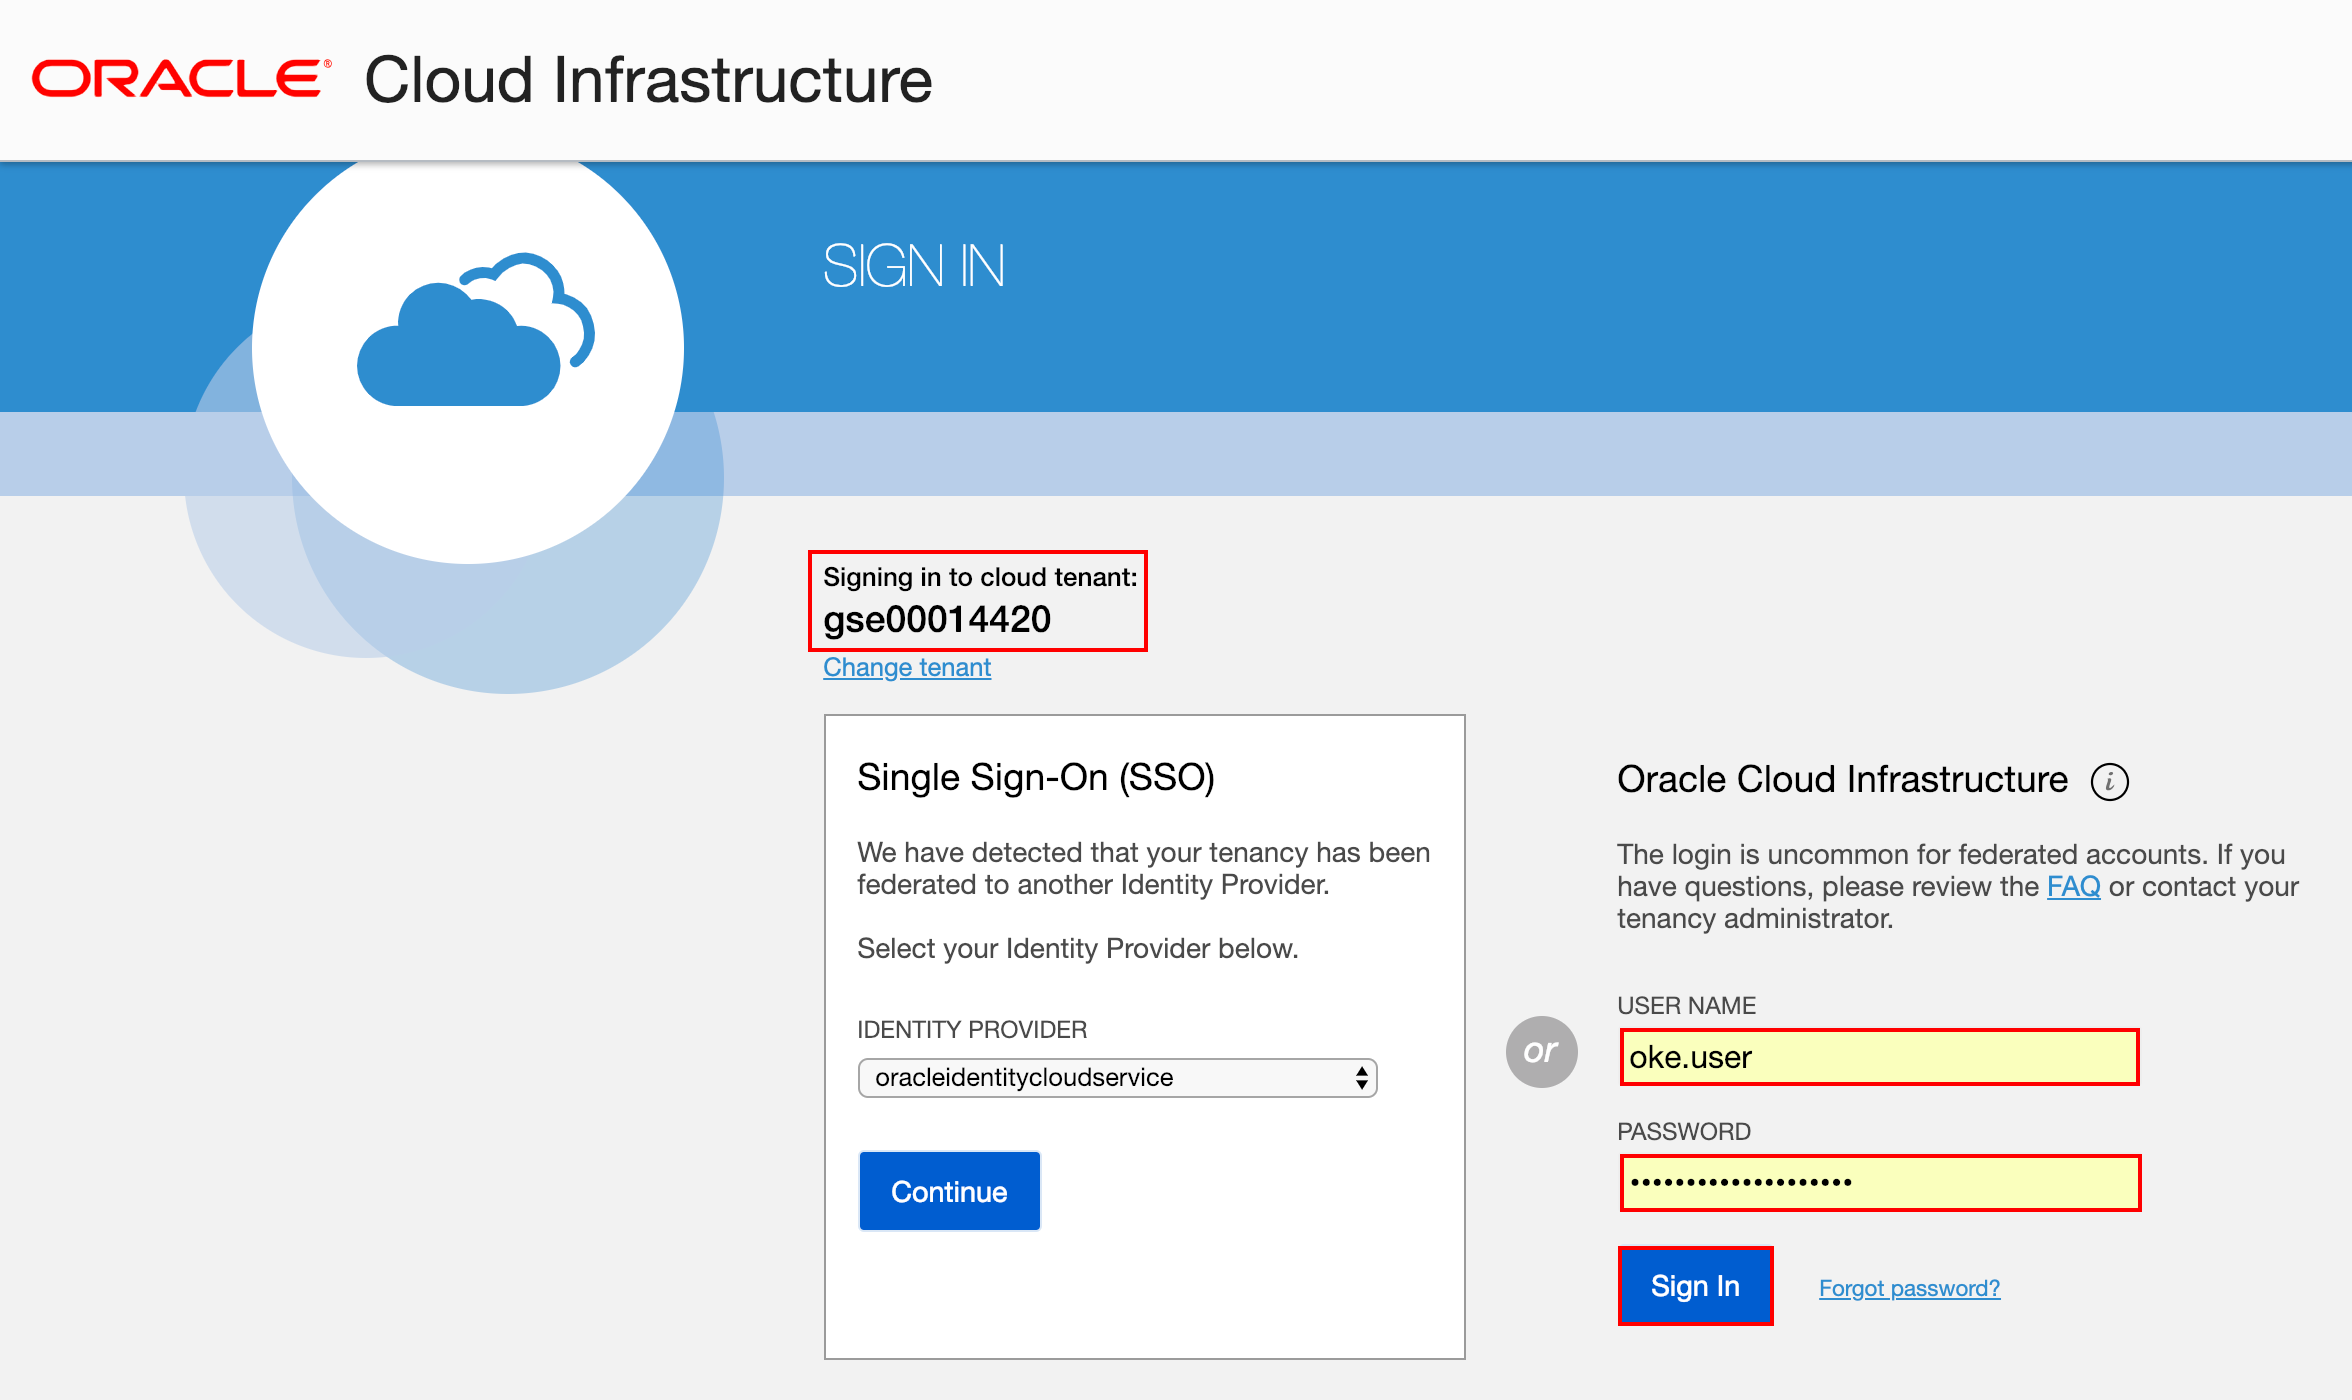 ORACLE® Cloud Infrastructure
SIGN IN
Signing in to cloud tenant:
gse00014420
Change tenant
Single Sign-On (SSO)
We have detected that your tenancy has been
federated to another Identity Provider.
Select your Identity Provider below.
IDENTITY PROVIDER
oracleidentitycloudservice
Continue
or
Oracle Cloud Infrastructure i
The login is uncommon for federated accounts. If you
have questions, please review the FAQ or contact your
tenancy administrator.
USER NAME
oke.user
PASSWORD
••••••••••••••••••••
Sign In
Forgot password?